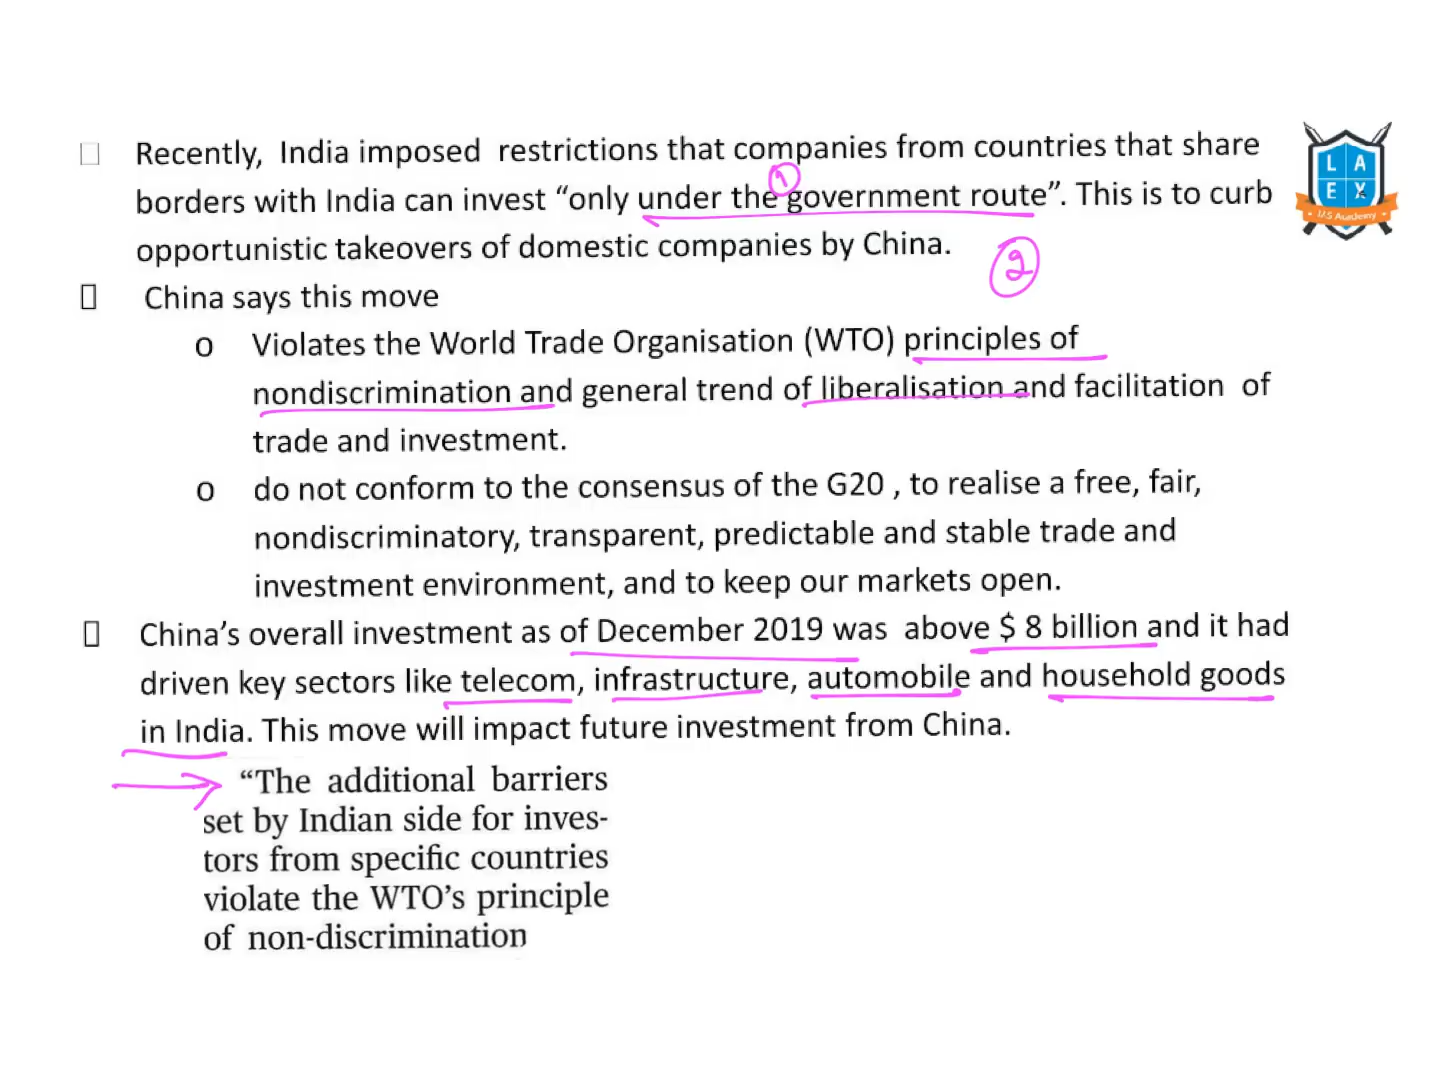 Recently, India imposed restrictions that companies from countries that share
borders with India can invest “only under the government route”. This is to curb
opportunistic takeovers of domestic companies by China.
1
2
China says this move
o Violates the World Trade Organisation (WTO) principles of
nondiscrimination and general trend of liberalisation and facilitation of
trade and investment.
o do not conform to the consensus of the G20 , to realise a free, fair,
nondiscriminatory, transparent, predictable and stable trade and
investment environment, and to keep our markets open.
China’s overall investment as of December 2019 was above $ 8 billion and it had
driven key sectors like telecom, infrastructure, automobile and household goods
in India. This move will impact future investment from China.
“The additional barriers
set by Indian side for inves-
tors from specific countries
violate the WTO’s principle
of non-discrimination
L A
E X